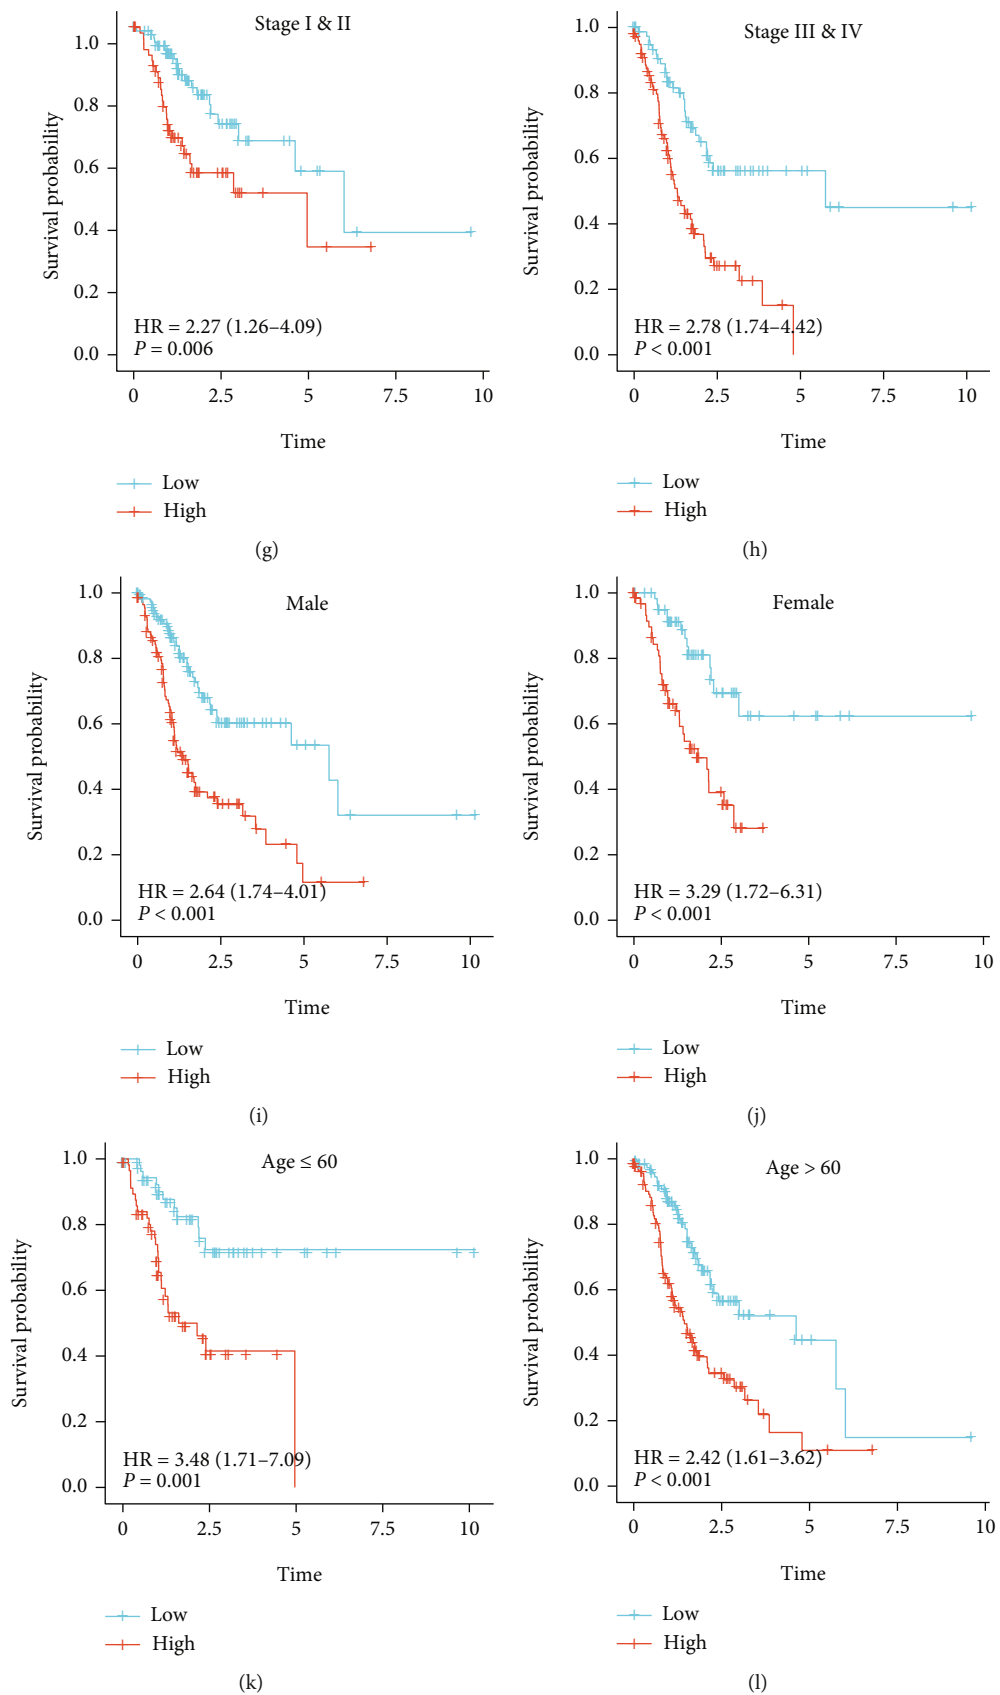 Stage I & II
Survival probability
1.0
0.8
0.6
0.4
0.2
0.0
HR = 2.27 (1.26–4.09)
P = 0.006
0 2.5 5 7.5 10
Time
Low
High
(g)
Stage III & IV
Survival probability
1.0
0.8
0.6
0.4
0.2
0.0
HR = 2.78 (1.74–4.42)
P < 0.001
0 2.5 5 7.5 10
Time
Low
High
(h)
Male
Survival probability
1.0
0.8
0.6
0.4
0.2
0.0
HR = 2.64 (1.74–4.01)
P < 0.001
0 2.5 5 7.5 10
Time
Low
High
(i)
Female
Survival probability
1.0
0.8
0.6
0.4
0.2
0.0
HR = 3.29 (1.72–6.31)
P < 0.001
0 2.5 5 7.5 10
Time
Low
High
(j)
Age ≤ 60
Survival probability
1.0
0.8
0.6
0.4
0.2
0.0
HR = 3.48 (1.71–7.09)
P = 0.001
0 2.5 5 7.5 10
Time
Low
High
(k)
Age > 60
Survival probability
1.0
0.8
0.6
0.4
0.2
0.0
HR = 2.42 (1.61–3.62)
P < 0.001
0 2.5 5 7.5 10
Time
Low
High
(l)